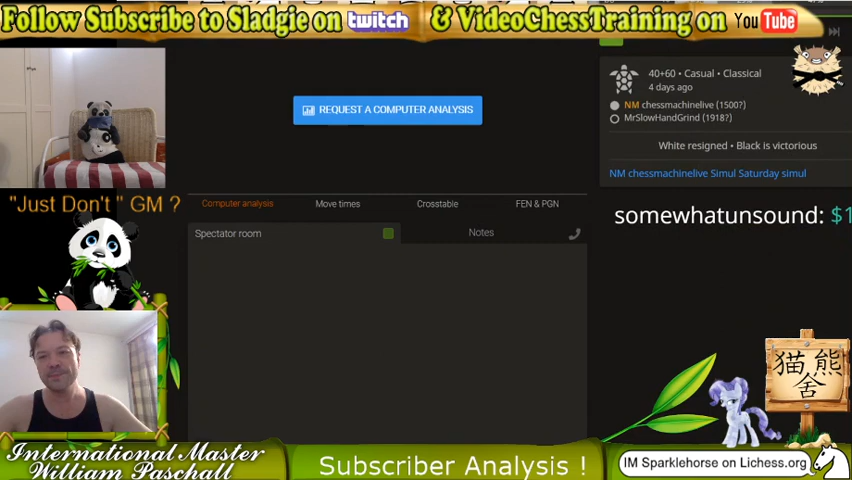 Follow Subscribe to Sladgie on twitch & VideoChessTraining on YouTube
REQUEST A COMPUTER ANALYSIS
40+60 • Casual • Classical
4 days ago
NM chessmachinelive (1500?)
MrSlowHandGrind (1918?)
White resigned • Black is victorious
NM chessmachinelive Simul Saturday simul
"Just Don't " GM ?
Computer analysis
Move times
Crosstable
FEN & PGN
Spectator room
Notes
somewhatunsound: $1
猫熊
舍
International Master
William Paschall
Subscriber Analysis !
IM Sparklehorse on Lichess.org